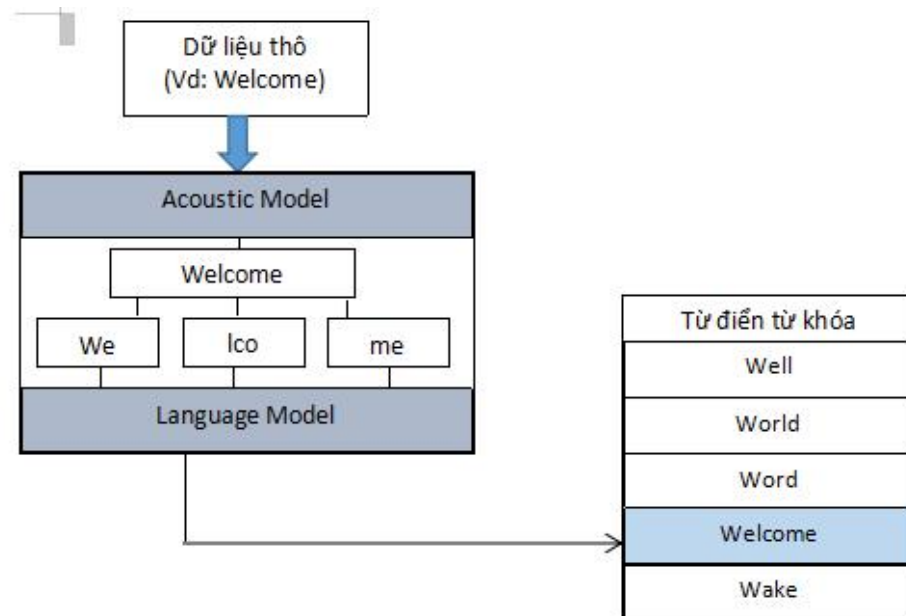 Dữ liệu thô
(Vd: Welcome)
Acoustic Model
Welcome
We
lco
me
Language Model
Từ điển từ khóa
Well
World
Word
Welcome
Wake